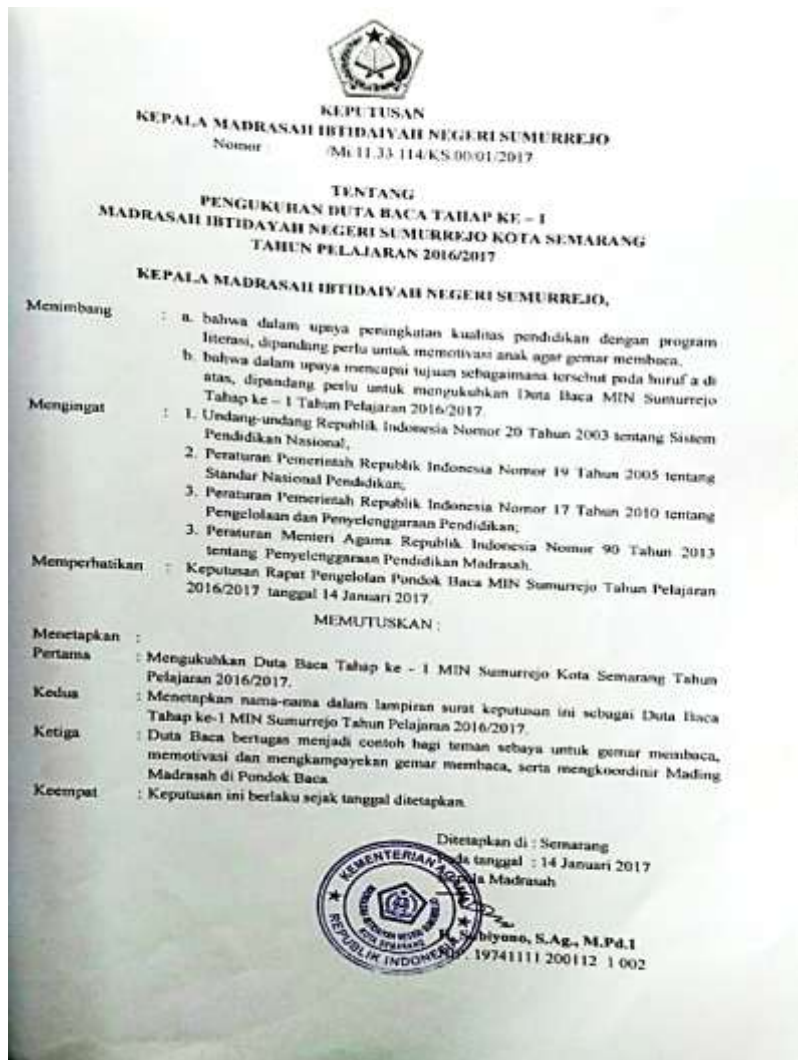 KEPUTUSAN
KEPALA MADRASAH IBTIDAIYAH NEGERI SUMURREJO
Nomor : /Mi.11.33.114/KS.00/01/2017
TENTANG
PENGUKUHAN DUTA BACA TAHAP KE – 1
MADRASAH IBTIDAYAH NEGERI SUMURREJO KOTA SEMARANG
TAHUN PELAJARAN 2016/2017
KEPALA MADRASAH IBTIDAIYAH NEGERI SUMURREJO,
Menimbang : a. bahwa dalam upaya peningkatan kualitas pendidikan dengan program
literasi, dipandang perlu untuk memotivasi anak agar gemar membaca.
b. bahwa dalam upaya mencapai tujuan sebagaimana tersebut pada huruf a di
atas, dipandang perlu untuk mengukuhkan Duta Baca MIN Sumurrejo
Tahap ke – 1 Tahun Pelajaran 2016/2017.
Mengingat : 1. Undang-undang Republik Indonesia Nomor 20 Tahun 2003 tentang Sistem
Pendidikan Nasional,
2. Peraturan Pemerintah Republik Indonesia Nomor 19 Tahun 2005 tentang
Standar Nasional Pendidikan;
3. Peraturan Pemerintah Republik Indonesia Nomor 17 Tahun 2010 tentang
Pengelolaan dan Penyelenggaraan Pendidikan;
3. Peraturan Menteri Agama Republik Indonesia Nomor 90 Tahun 2013
tentang Penyelenggaraan Pendidikan Madrasah.
Memperhatikan : Keputusan Rapat Pengelolan Pondok Baca MIN Sumurrejo Tahun Pelajaran
2016/2017 tanggal 14 Januari 2017.
MEMUTUSKAN :
Menetapkan :
Pertama : Mengukuhkan Duta Baca Tahap ke - 1 MIN Sumurrejo Kota Semarang Tahun
Pelajaran 2016/2017.
Kedua : Menetapkan nama-nama dalam lampiran surat keputusan ini sebagai Duta Baca
Tahap ke-1 MIN Sumurrejo Tahun Pelajaran 2016/2017.
Ketiga : Duta Baca bertugas menjadi contoh bagi teman sebaya untuk gemar membaca,
memotivasi dan mengkampayekan gemar membaca, serta mengkoordinir Mading
Madrasah di Pondok Baca
Keempat : Keputusan ini berlaku sejak tanggal ditetapkan.
Ditetapkan di : Semarang
tanggal : 14 Januari 2017
Madrasah
S.Ag., M.Pd.I
19741111 200112 1 002
KEMENTERIAN AGAMA
REPUBLIK INDONESIA
KOTA SEMARANG